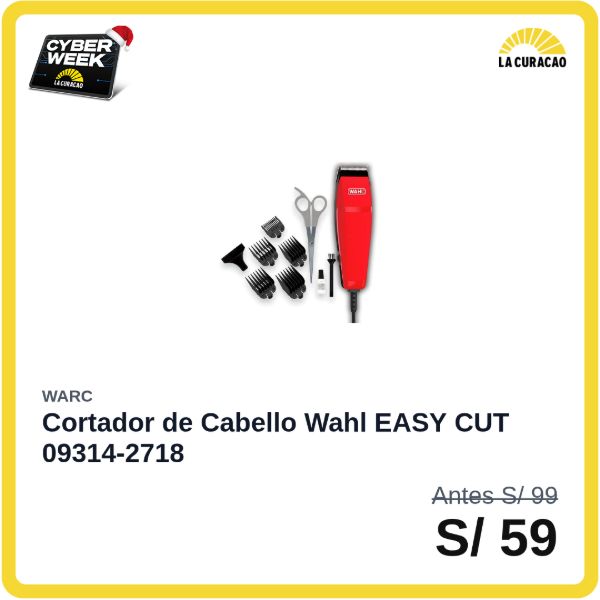 CYBER
WEEK
LA CURACAO
LA CURACAO
WAHL
WARC
Cortador de Cabello Wahl EASY CUT
09314-2718
Antes S/ 99
S/ 59